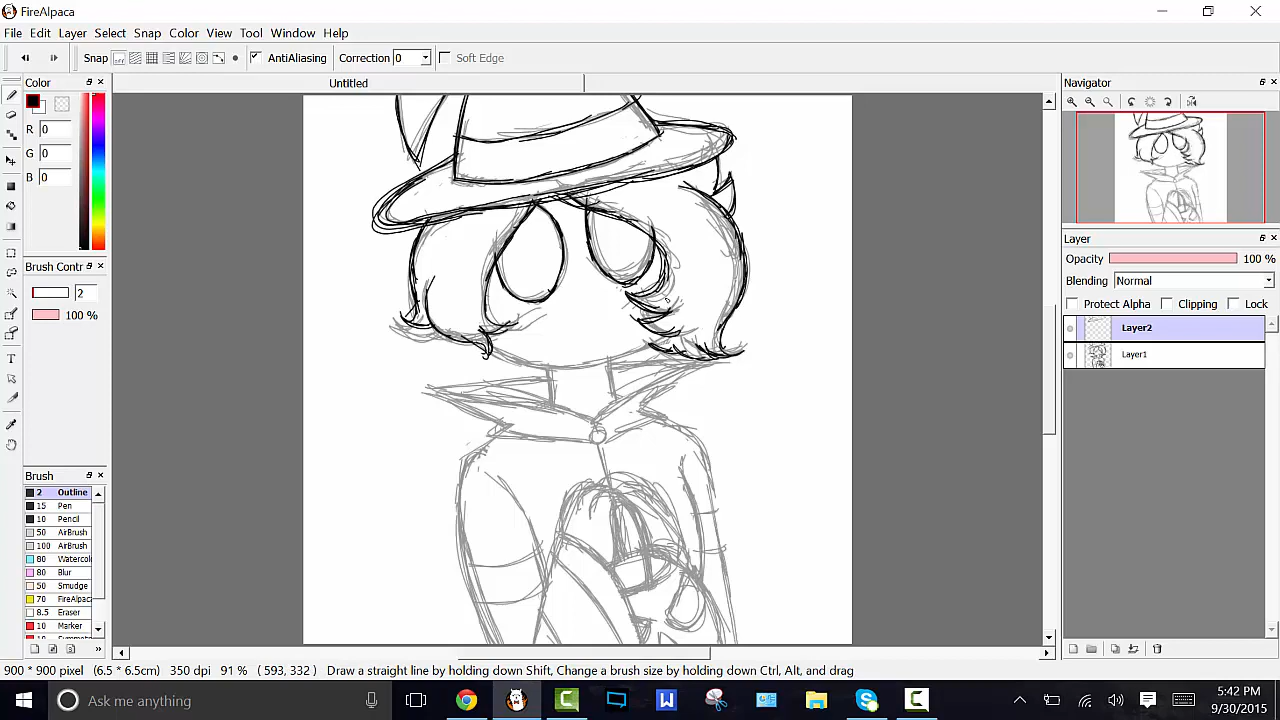 FireAlpaca
File Edit Layer Select Snap Color View Tool Window Help
Snap AntiAliasing Correction 0 Soft Edge
Color Untitled Navigator
R 0
G 0
B 0
Layer
Opacity 100 %
Brush Contr Blending Normal
2 Protect Alpha Clipping Lock
100 % Layer2
Layer1
Brush
2 Outline
15 Pen
10 Pencil
50 AirBrush
100 AirBrush
80 Watercol
80 Blur
50 Smudge
70 FireAlpac
8.5 Eraser
10 Marker
900 * 900 pixel (6.5 * 6.5cm) 350 dpi 91 % ( 593, 332 ) Draw a straight line by holding down Shift, Change a brush size by holding down Ctrl, Alt, and drag
Ask me anything 5:42 PM
9/30/2015